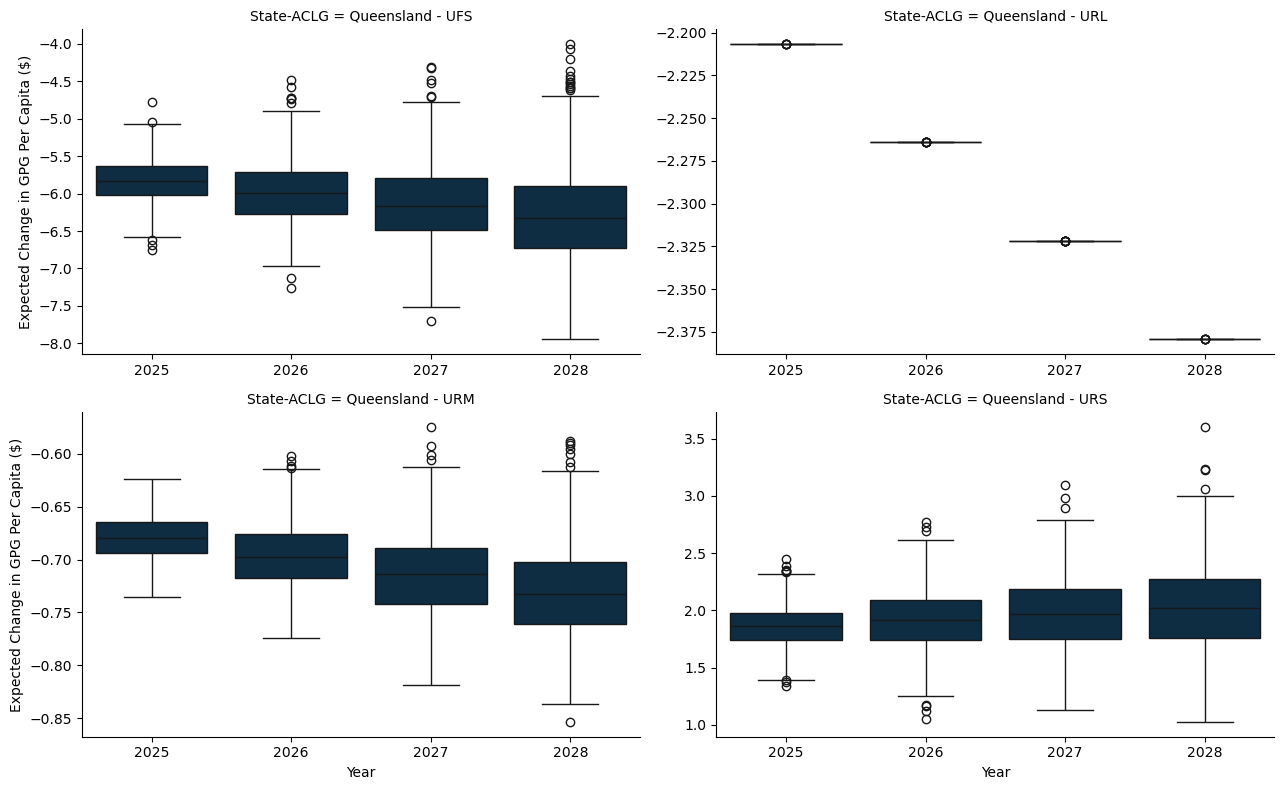 State-ACLG = Queensland - UFS
Expected Change in GPG Per Capita ($)
−4.0
−4.5
−5.0
−5.5
−6.0
−6.5
−7.0
−7.5
−8.0
2025 2026 2027 2028
State-ACLG = Queensland - URL
−2.200
−2.225
−2.250
−2.275
−2.300
−2.325
−2.350
−2.375
2025 2026 2027 2028
State-ACLG = Queensland - URM
Expected Change in GPG Per Capita ($)
−0.60
−0.65
−0.70
−0.75
−0.80
−0.85
2025 2026 2027 2028
Year
State-ACLG = Queensland - URS
3.5
3.0
2.5
2.0
1.5
1.0
2025 2026 2027 2028
Year